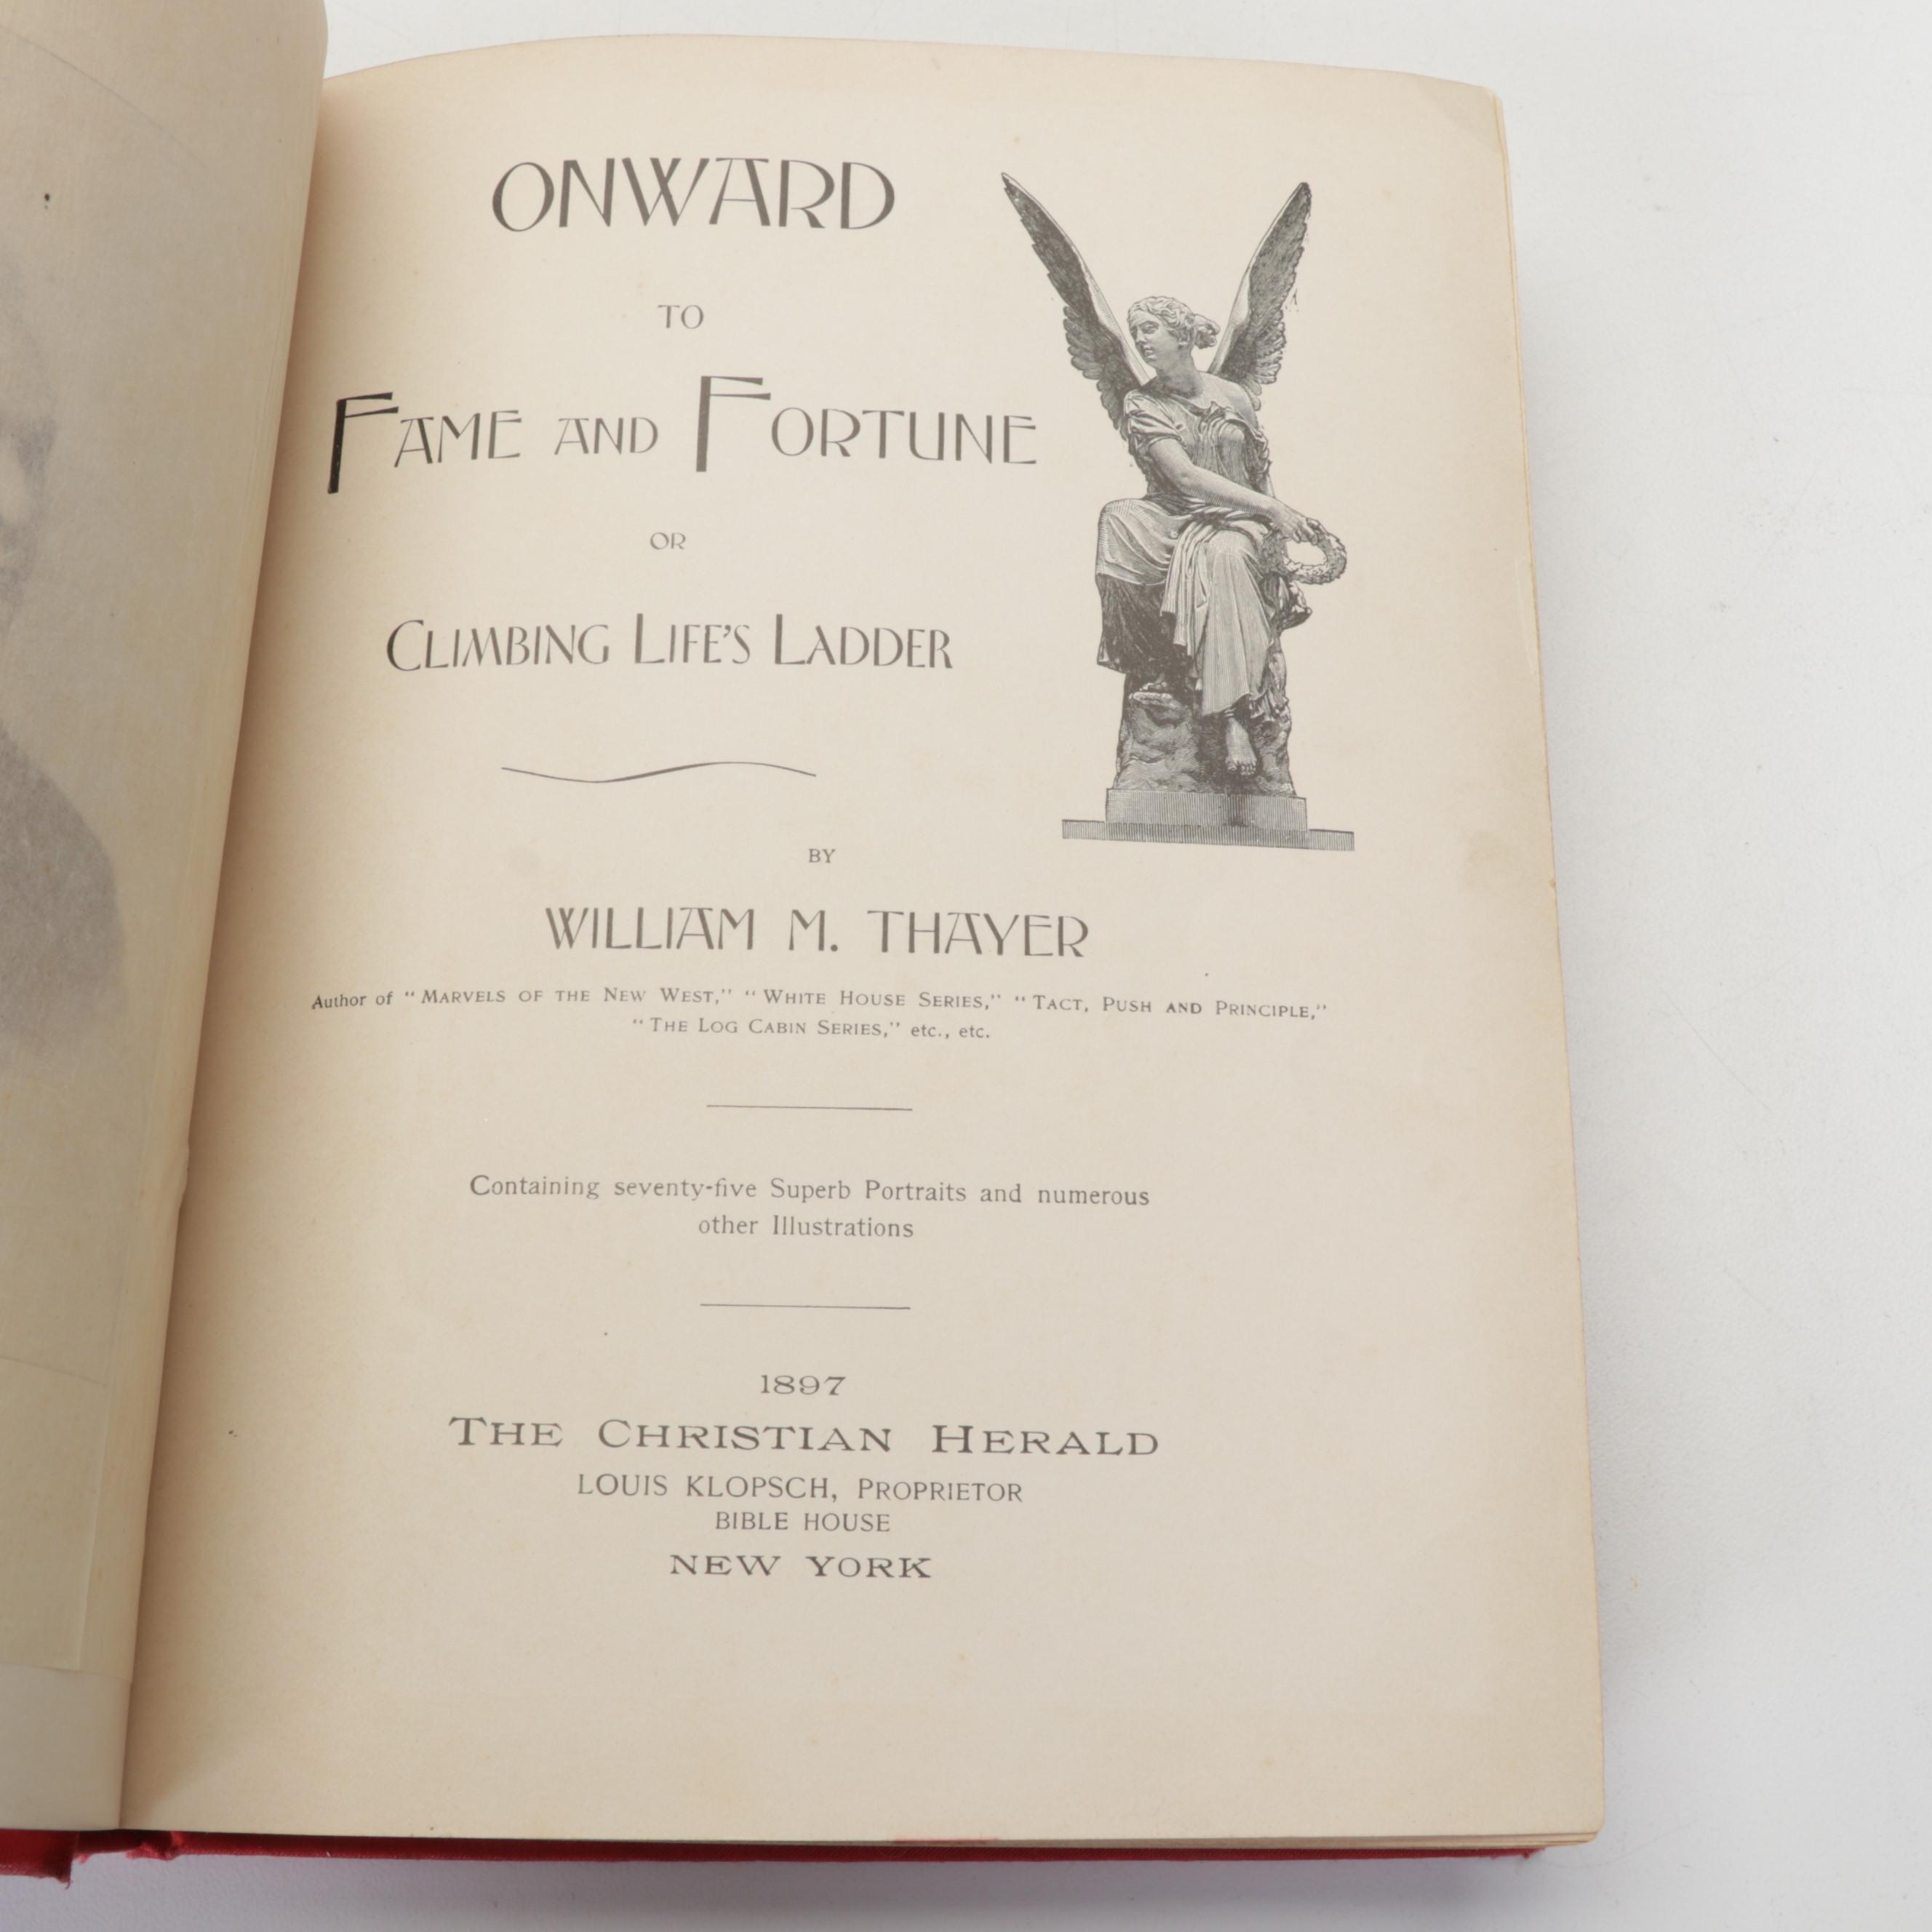 ONWARD
TO
FAME AND FORTUNE
OR
CLIMBING LIFE'S LADDER
BY
WILLIAM M. THAYER
Author of "MARVELS OF THE NEW WEST," "WHITE HOUSE SERIES," "TACT, PUSH AND PRINCIPLE,"
"THE LOG CABIN SERIES," etc., etc.
Containing seventy-five Superb Portraits and numerous
other Illustrations
1897
THE CHRISTIAN HERALD
LOUIS KLOPSCH, PROPRIETOR
BIBLE HOUSE
NEW YORK